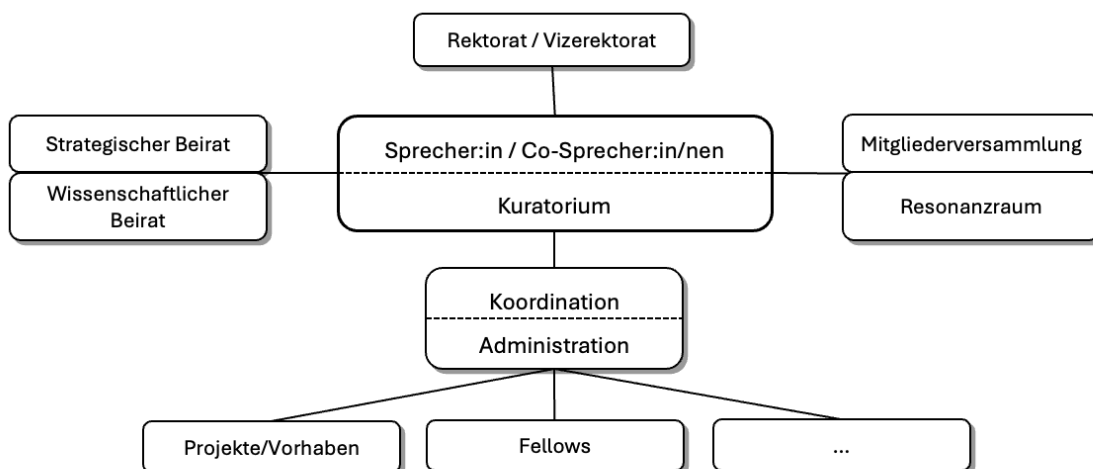 Rektorat / Vizerektorat
Strategischer Beirat
Wissenschaftlicher
Beirat
Sprecher:in / Co-Sprecher:in/nen
Kuratorium
Mitgliederversammlung
Resonanzraum
Koordination
Administration
Projekte/Vorhaben
Fellows
...